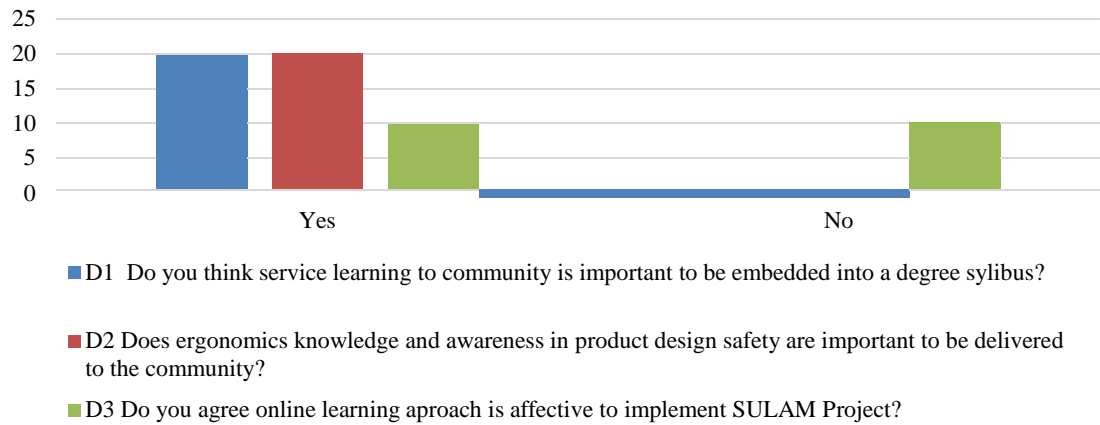 25
20
15
10
5
0
Yes No
D1 Do you think service learning to community is important to be embedded into a degree sylibus?
D2 Does ergonomics knowledge and awareness in product design safety are important to be delivered
to the community?
D3 Do you agree online learning aproach is affective to implement SULAM Project?